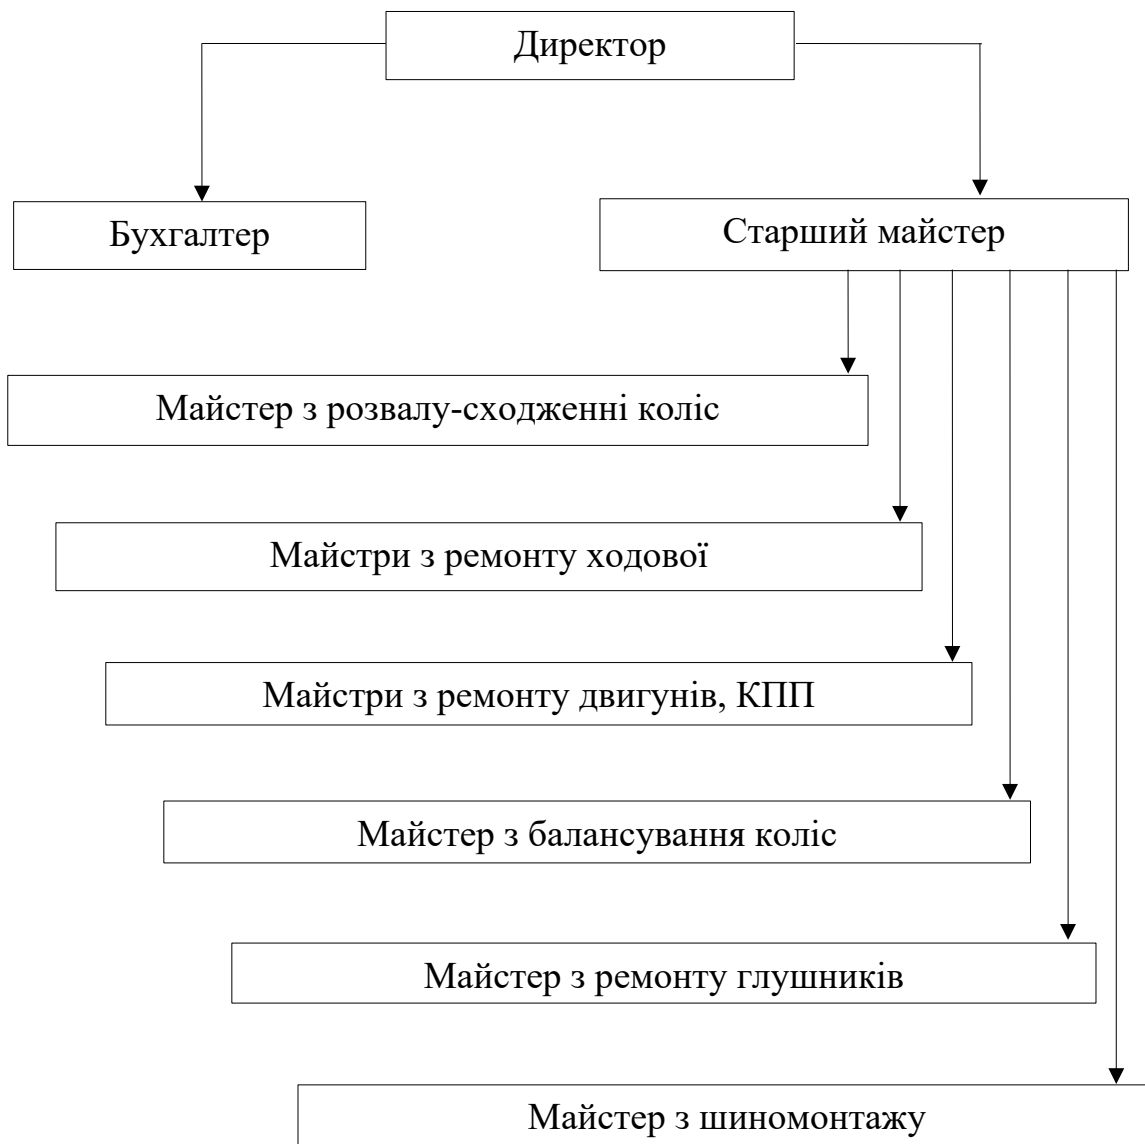 Директор
Бухгалтер
Старший майстер
Майстер з розвалу-сходженні коліс
Майстри з ремонту ходової
Майстри з ремонту двигунів, КПП
Майстер з балансування коліс
Майстер з ремонту глушників
Майстер з шиномонтажу